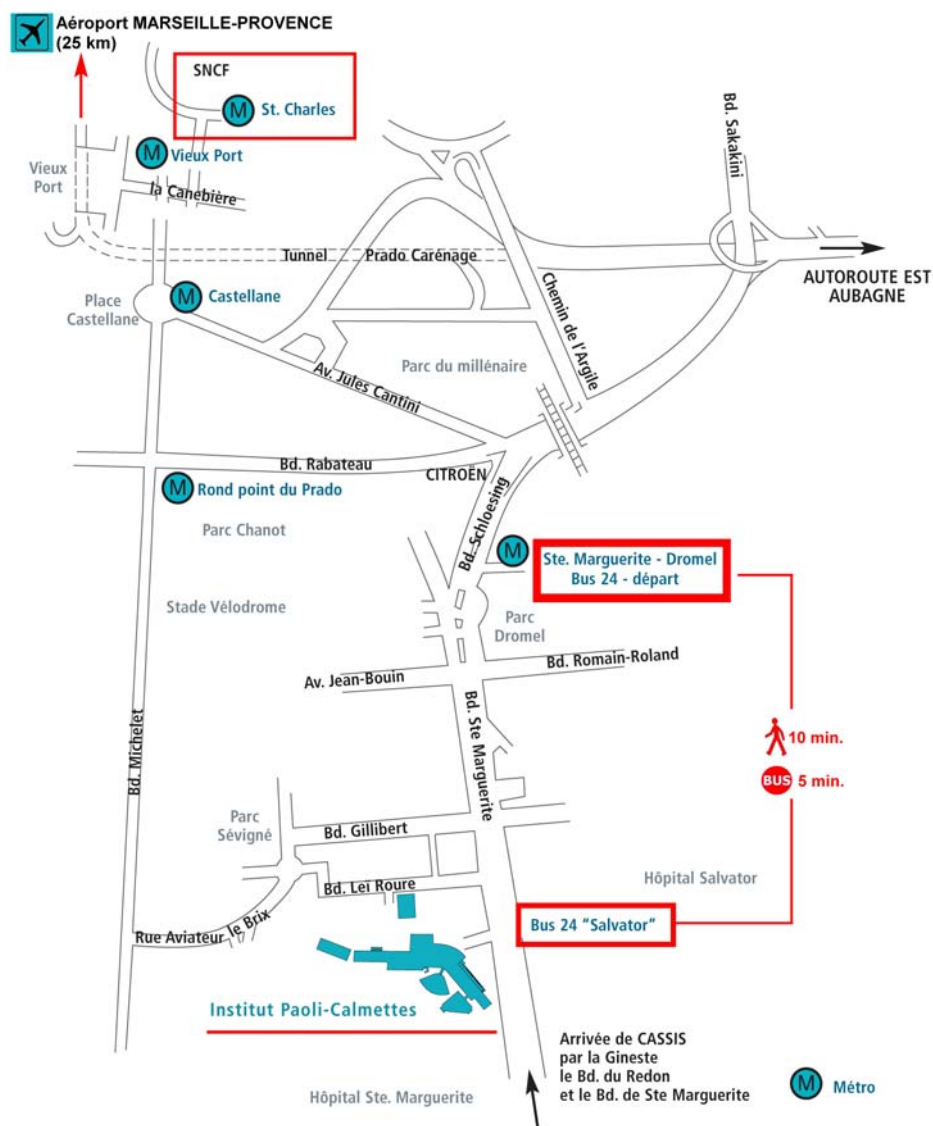 Aéroport MARSEILLE-PROVENCE
(25 km)
SNCF
M
St. Charles
Bd. Sakakini
M
Vieux Port
Vieux
Port
la Canebière
Tunnel Prado Carénage
AUTOROUTE EST
AUBAGNE
M
Castellane
Place
Castellane
Chemin de l'Argile
Parc du millénaire
Av. Jules Cantini
Bd. Rabateau
CITROËN
M
Rond point du Prado
Parc Chanot
Bd. Schloesing
M
Ste. Marguerite - Dromel
Bus 24 - départ
Stade Vélodrome
Parc
Dromel
Bd. Romain-Roland
Av. Jean-Bouin
Bd. Ste Marguerite
Bd. Michelet
10 min.
BUS
5 min.
Parc
Sévigné
Bd. Gillibert
Hôpital Salvator
Bd. Leï Roure
Bus 24 "Salvator"
Rue Aviateur le Brix
Institut Paoli-Calmettes
Arrivée de CASSIS
par la Gineste
le Bd. du Redon
et le Bd. de Ste Marguerite
M
Métro
Hôpital Ste. Marguerite